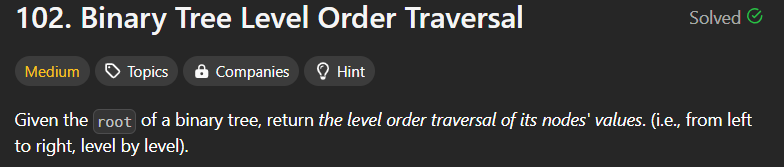 102. Binary Tree Level Order Traversal
Solved
Medium
Topics
Companies
Hint
Given the root of a binary tree, return the level order traversal of its nodes' values. (i.e., from left
to right, level by level).